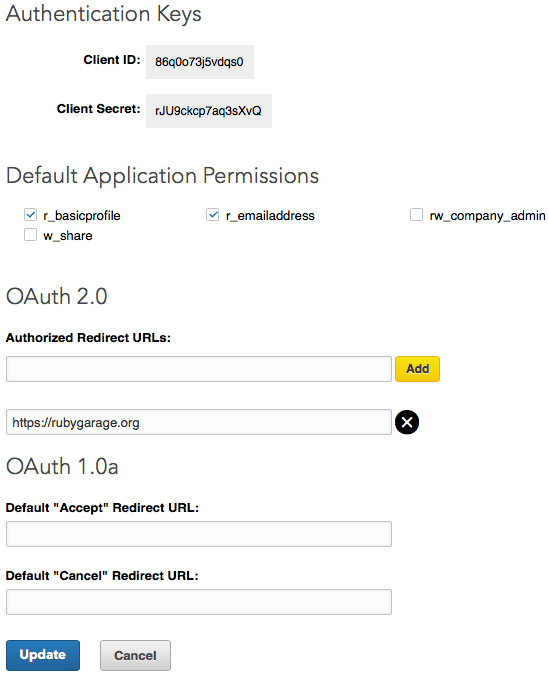 Authentication Keys
Client ID: 86q0o73j5vdqs0
Client Secret: rJU9ckcp7aq3sXvQ
Default Application Permissions
r_basicprofile r_emailaddress rw_company_admin
w_share
OAuth 2.0
Authorized Redirect URLs:
Add
https://rubygarage.org
OAuth 1.0a
Default "Accept" Redirect URL:
Default "Cancel" Redirect URL:
Update Cancel